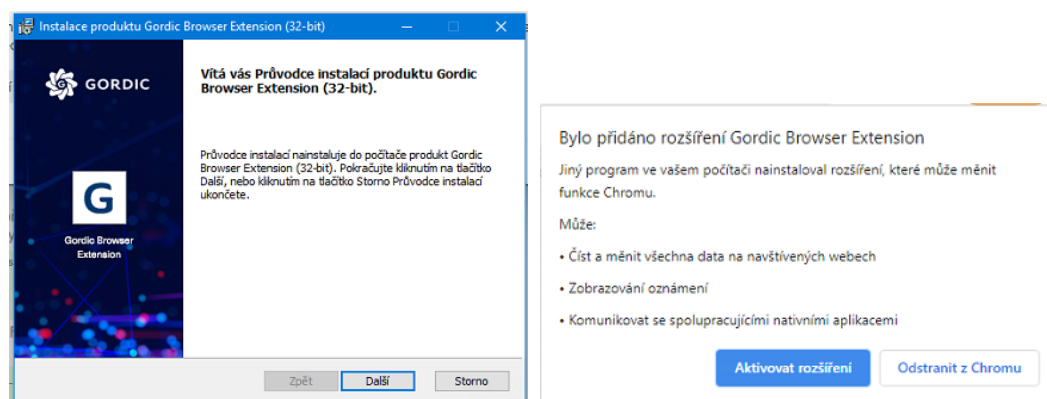 Instalace produktu Gordic Browser Extension (32-bit)
GORDIC
Vítá vás Průvodce instalací produktu Gordic
Browser Extension (32-bit).
Průvodce instalací nainstaluje do počítače produkt Gordic
Browser Extension (32-bit). Pokračujte kliknutím na tlačítko
Další, nebo kliknutím na tlačítko Storno Průvodce instalací
ukončete.
G
Gordic Browser
Extension
Zpět
Další
Storno
Bylo přidáno rozšíření Gordic Browser Extension
Jiný program ve vašem počítači nainstaloval rozšíření, které může měnit
funkce Chromu.
Může:
• Číst a měnit všechna data na navštívených webech
• Zobrazování oznámení
• Komunikovat se spolupracujícími nativními aplikacemi
Aktivovat rozšíření
Odstranit z Chromu